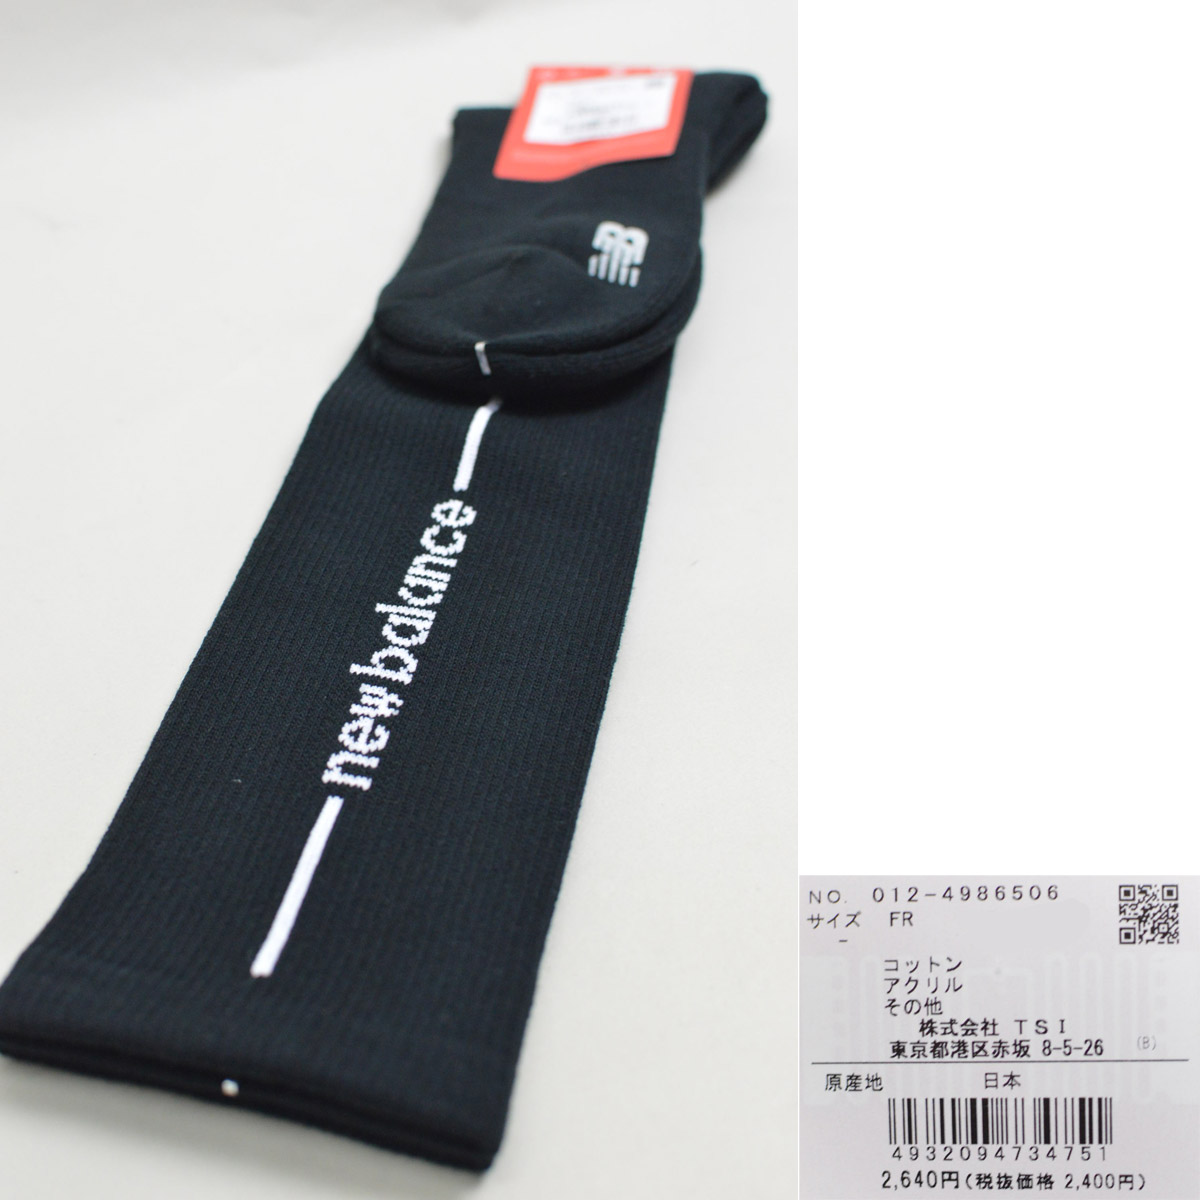 new balance
NO. 012-4986506
サイズ FR
-
コットン
アクリル
その他
株式会社 TSI
東京都港区赤坂 8-5-26 (B)
原産地 日本
4932094734751
2,640円(税抜価格 2,400円)